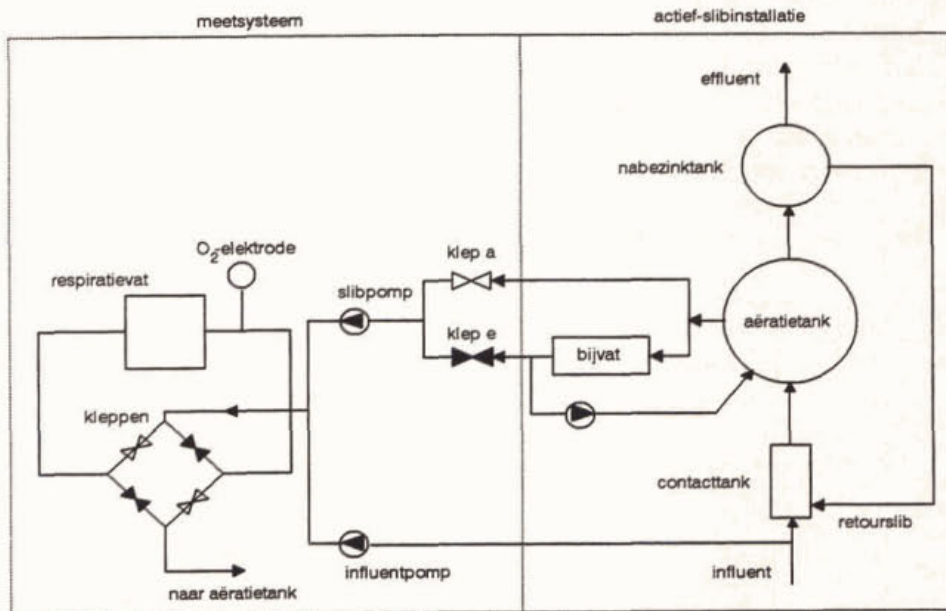 meetsysteem
actief-slibinstallatie
effluent
nabezinktank
O2-elektrode
klep a
respiratievat
slibpomp
klep e
aëratietank
bijvat
kleppen
contacttank
retourslib
influentpomp
influent
naar aëratietank